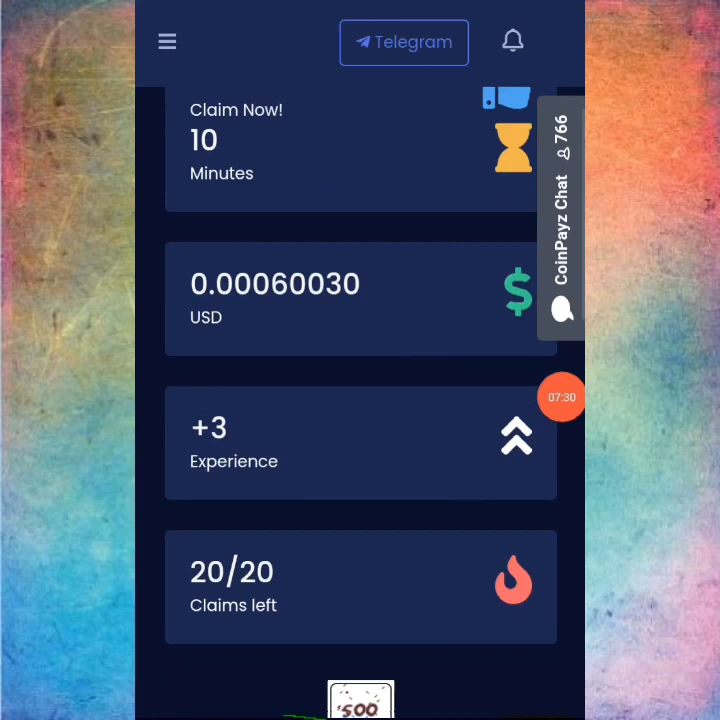 Telegram
Claim Now!
10
Minutes
CoinPayz Chat 766
0.00060030
USD
07:30
+3
Experience
20/20
Claims left